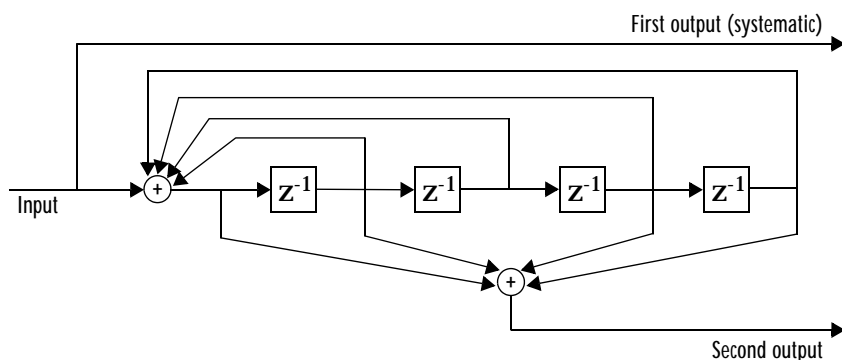 First output (systematic)
+ z-1 z-1 z-1 z-1
Input
+
Second output